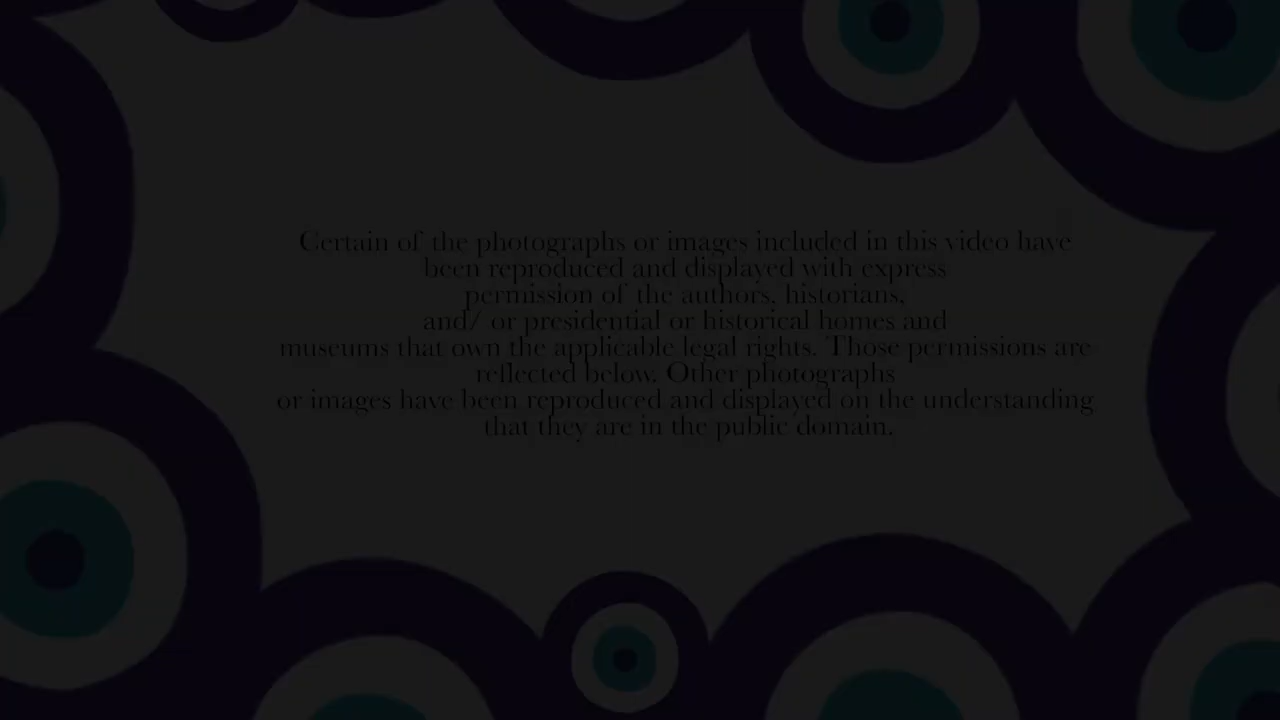 Certain of the photographs or images included in this video have
been reproduced and displayed with express
permission of the authors, historians,
and/ or presidential or historical homes and
museums that own the applicable legal rights. Those permissions are
reflected below. Other photographs
or images have been reproduced and displayed on the understanding
that they are in the public domain.